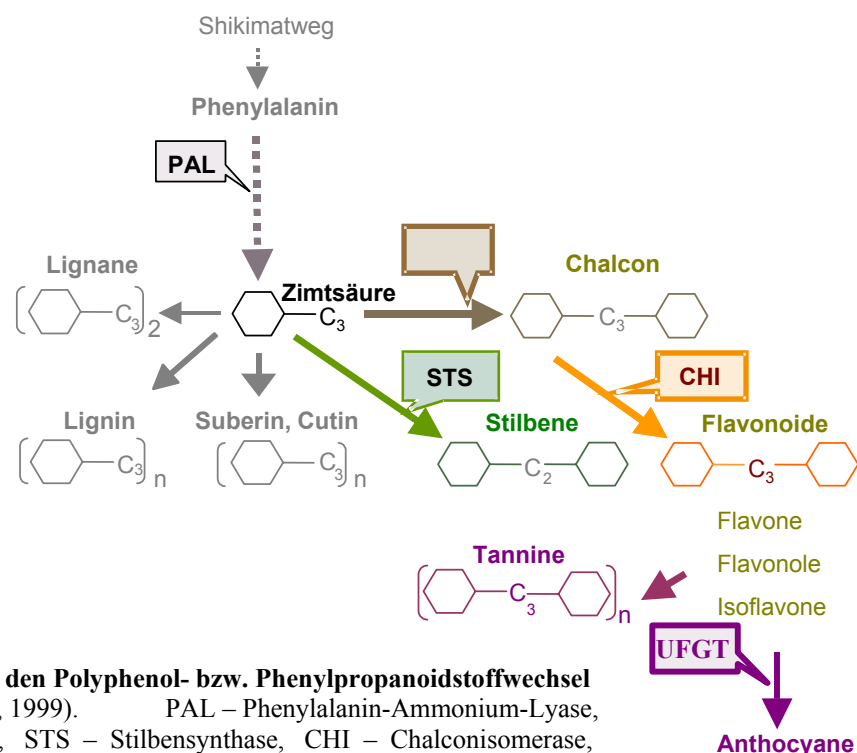 Shikimatweg
Phenylalanin
PAL
Lignane
Zimtsäure
Chalcon
C3)2
C3
C3
STS
CHI
Lignin
Suberin, Cutin
Stilbene
Flavonoide
C3)n
C3)n
C2
C3
Flavone
Tannine
Flavonole
C3
n
Isoflavone
UFGT
Anthocyane
den Polyphenol- bzw. Phenylpropanoidstoffwechsel
, 1999). PAL – Phenylalanin-Ammonium-Lyase,
, STS – Stilbensynthase, CHI – Chalconisomerase,